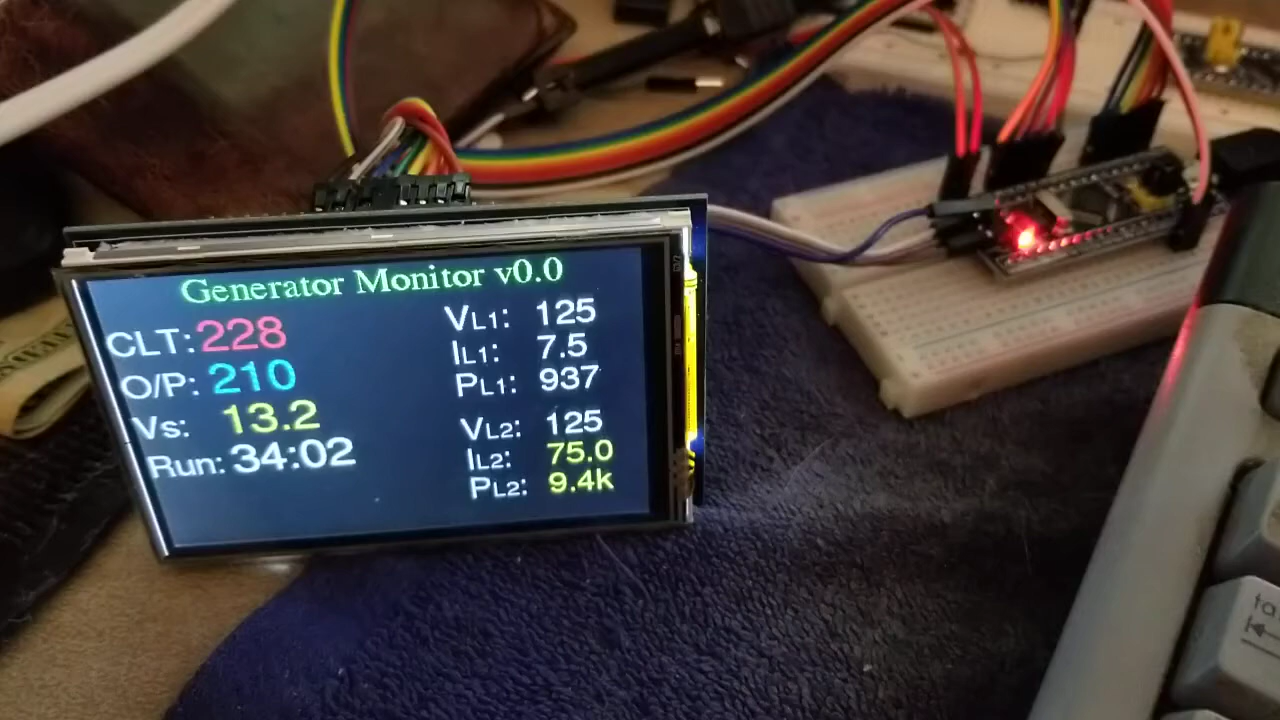 Generator Monitor v0.0
CLT: 228
O/P: 210
Vs: 13.2
Run: 34:02
VL1: 125
IL1: 7.5
PL1: 937
VL2: 125
IL2: 75.0
PL2: 9.4k